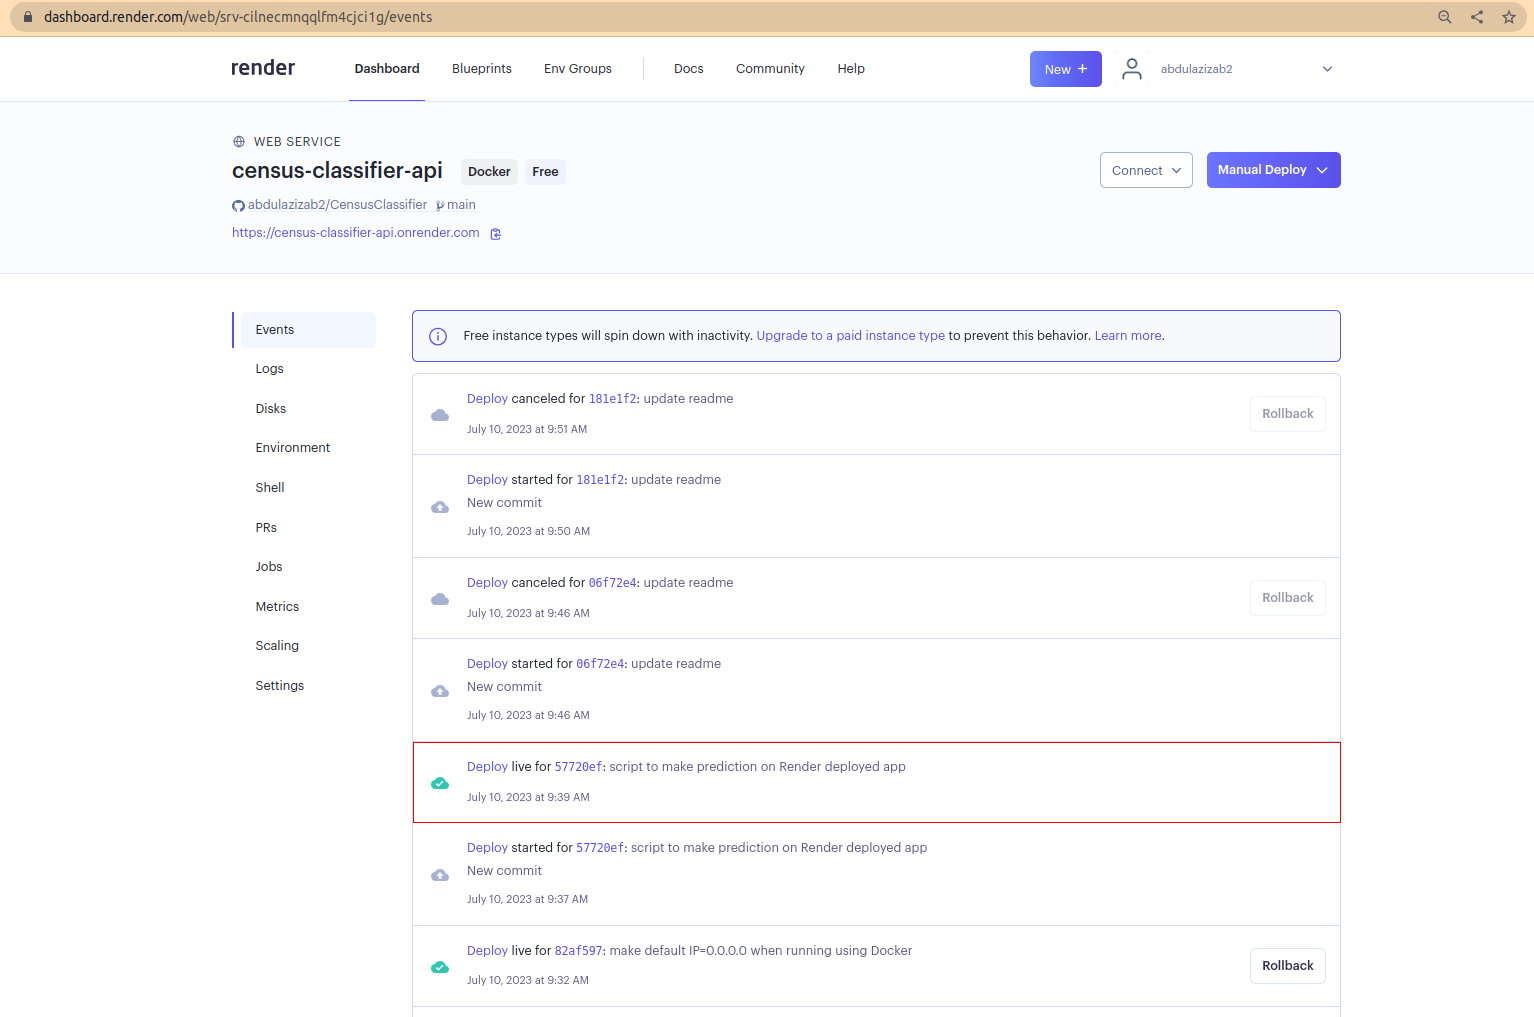 dashboard.render.com/web/srv-cilnecmnqqlfm4cjci1g/events
render Dashboard Blueprints Env Groups Docs Community Help New + abdulazizab2
WEB SERVICE
census-classifier-api Docker Free
Connect Manual Deploy
abdulazizab2/CensusClassifier main
https://census-classifier-api.onrender.com
Events
Logs
Disks
Environment
Shell
PRs
Jobs
Metrics
Scaling
Settings
Free instance types will spin down with inactivity. Upgrade to a paid instance type to prevent this behavior. Learn more.
Deploy canceled for 181e1f2: update readme
July 10, 2023 at 9:51 AM
Rollback
Deploy started for 181e1f2: update readme
New commit
July 10, 2023 at 9:50 AM
Deploy canceled for 06f72e4: update readme
July 10, 2023 at 9:46 AM
Rollback
Deploy started for 06f72e4: update readme
New commit
July 10, 2023 at 9:46 AM
Deploy live for 57720ef: script to make prediction on Render deployed app
July 10, 2023 at 9:39 AM
Deploy started for 57720ef: script to make prediction on Render deployed app
New commit
July 10, 2023 at 9:37 AM
Deploy live for 82af597: make default IP=0.0.0.0 when running using Docker
July 10, 2023 at 9:32 AM
Rollback